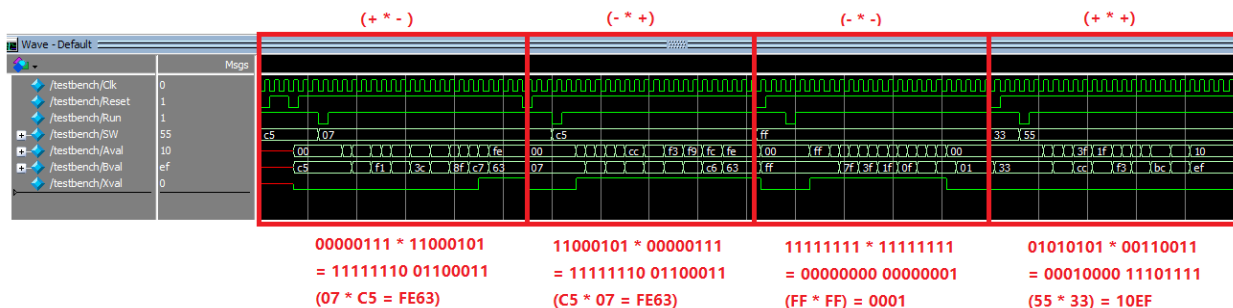 (+ * -) (- * +) (- * -) (+ * +)
Wave - Default
Msgs
/testbench/Clk 0
/testbench/Reset 1
/testbench/Run 1
/testbench/SW 55 c5 07 c5 ff 33 55
/testbench/Aval 10 00 fe 00 cc f3 f9 fc fe 00 ff 00 3f 1f 10
/testbench/Bval ef c5 f1 3c 8f c7 63 07 c6 63 ff 7f 3f 1f 0f 01 33 cc f3 bc ef
/testbench/Xval 0
00000111 * 11000101 11000101 * 00000111 11111111 * 11111111 01010101 * 00110011
= 11111110 01100011 = 11111110 01100011 = 00000000 00000001 = 00010000 11101111
(07 * C5 = FE63) (C5 * 07 = FE63) (FF * FF) = 0001 (55 * 33) = 10EF